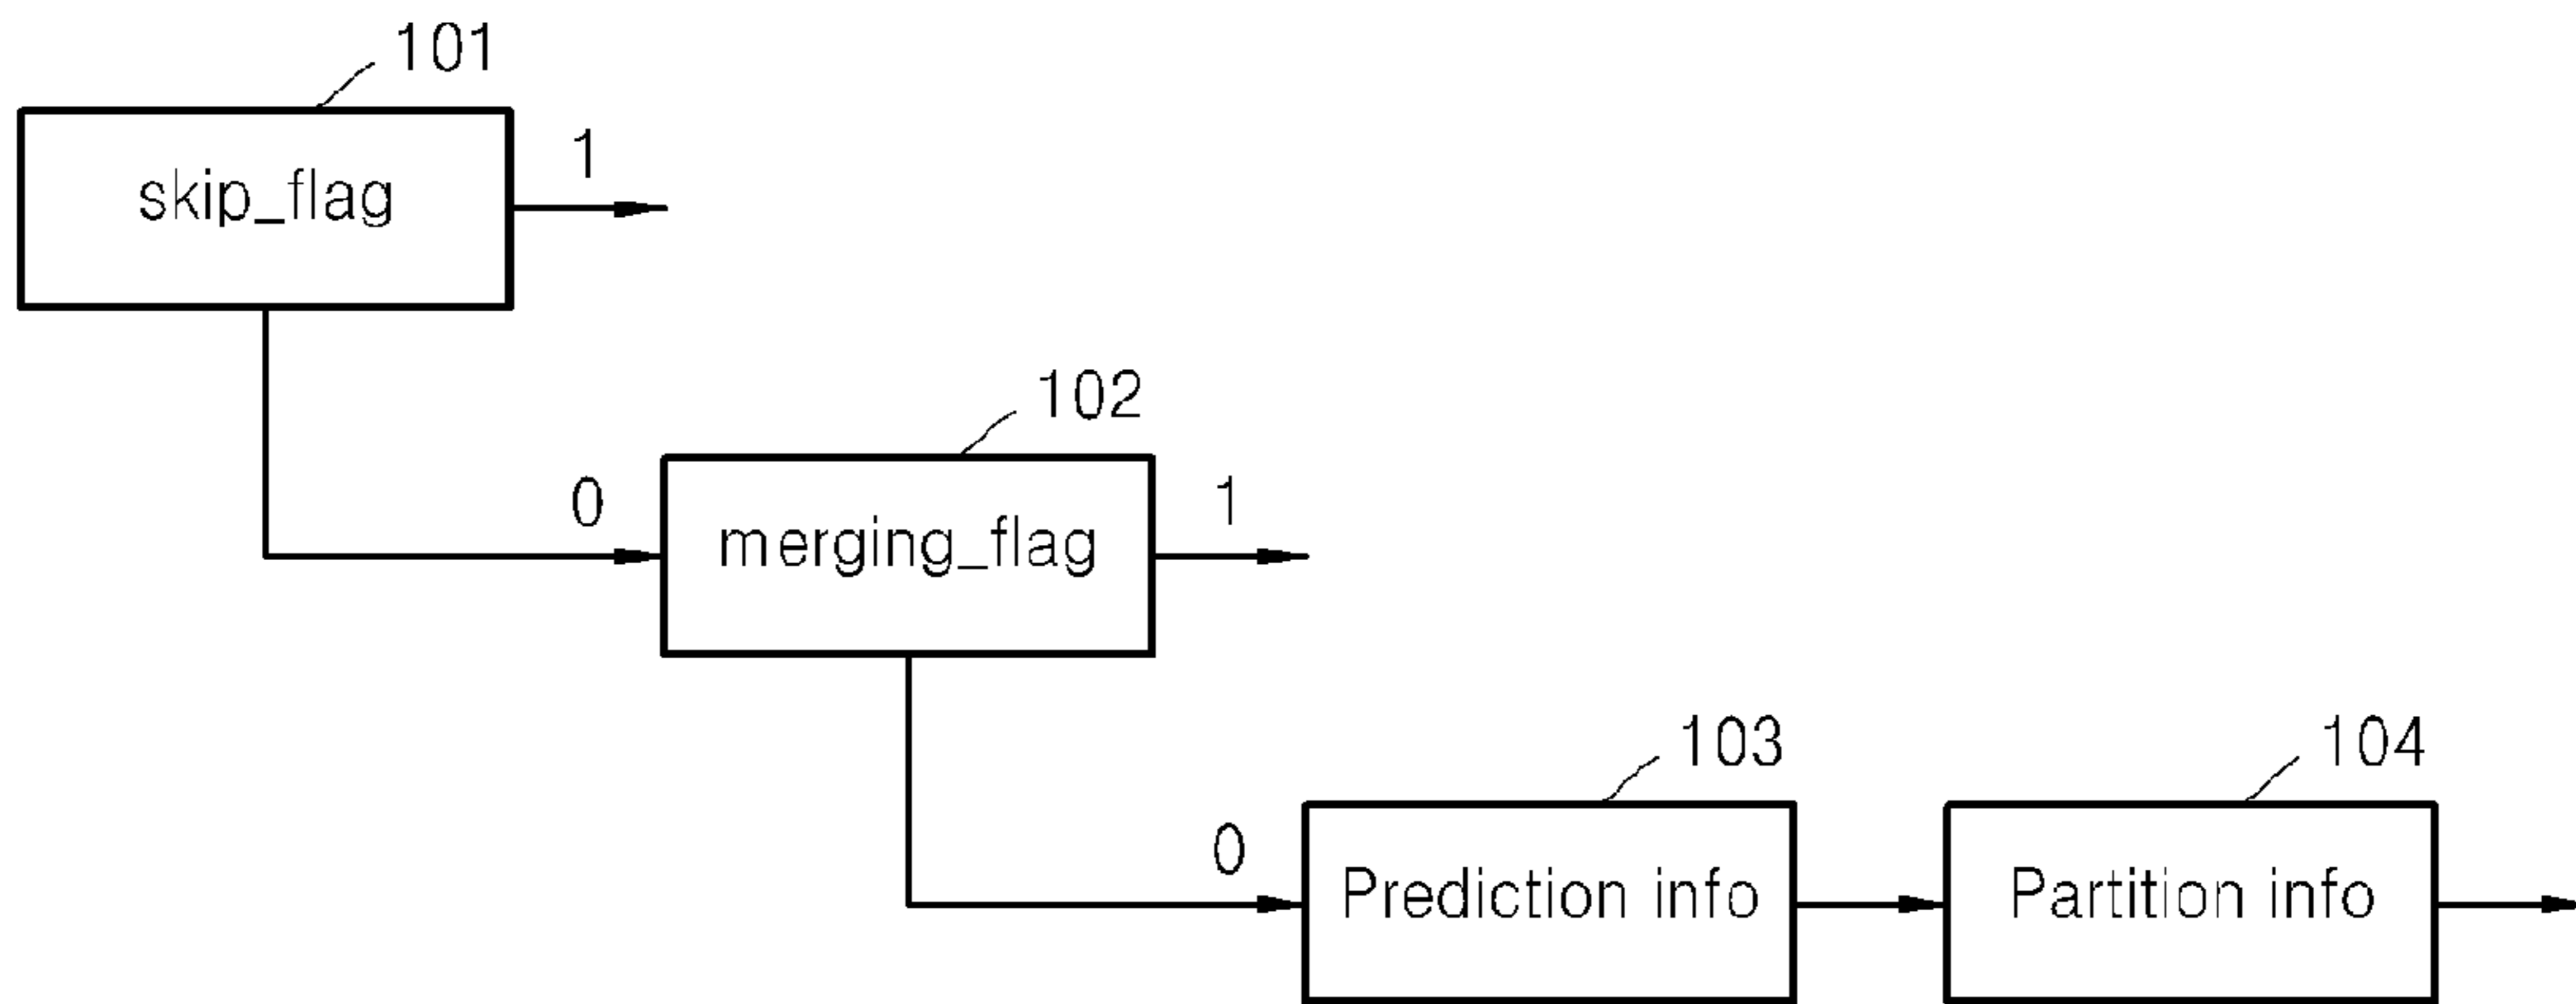 101
skip_flag
1
102
0
merging_flag
1
103
104
0
Prediction info
Partition info